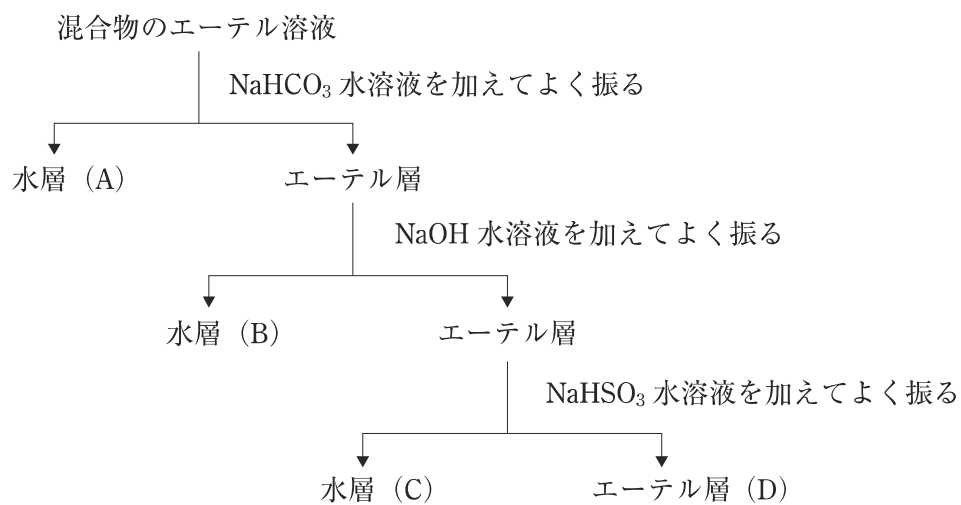 混合物のエーテル溶液
NaHCO₃ 水溶液を加えてよく振る
水層（A）
エーテル層
NaOH 水溶液を加えてよく振る
水層（B）
エーテル層
NaHSO₃ 水溶液を加えてよく振る
水層（C）
エーテル層（D）